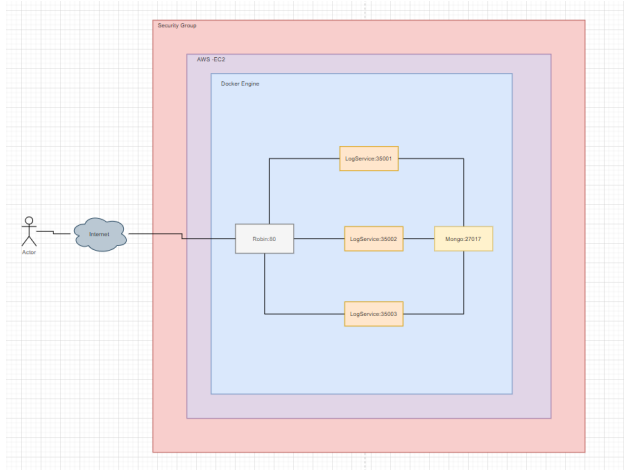 Security Group
AWS -EC2
Docker Engine
LogService:35001
Actor
Internet
Robin:80
LogService:35002
Mongo:27017
LogService:35003